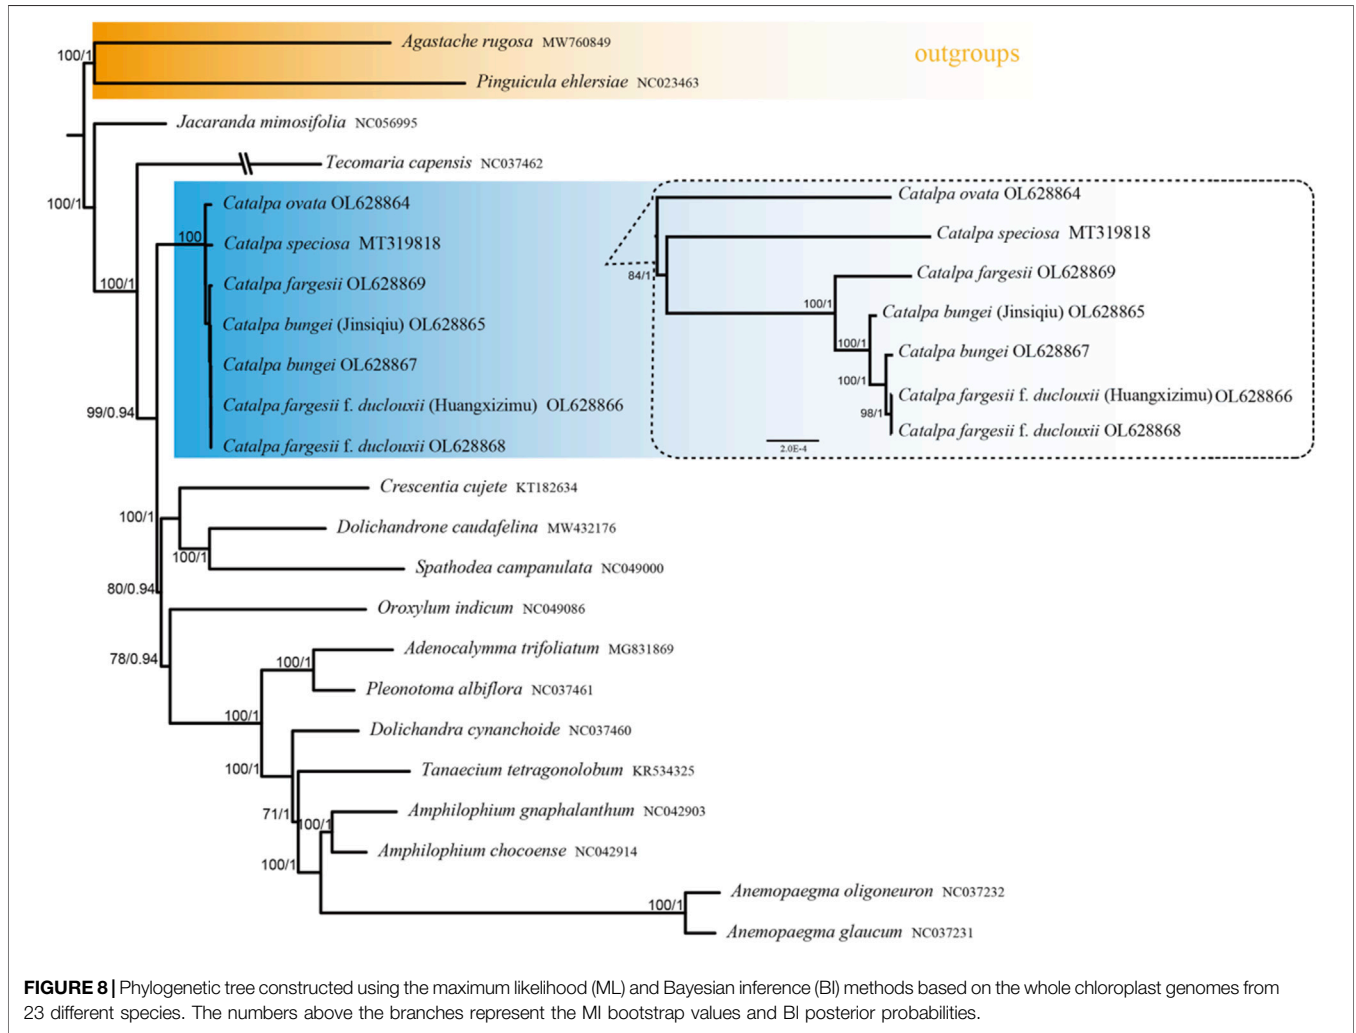 100/1
Agastache rugosa MW760849
outgroups
Pinguicula ehlersiae NC023463
Jacaranda mimosifolia NC056995
Tecomaria capensis NC037462
100/1
Catalpa ovata OL628864
100
Catalpa speciosa MT319818
Catalpa fargesii OL628869
100/1
Catalpa bungei (Jinsiqiu) OL628865
Catalpa bungei OL628867
Catalpa fargesii f. duclouxii (Huangxizimu) OL628866
99/0.94
Catalpa fargesii f. duclouxii OL628868
Catalpa ovata OL628864
Catalpa speciosa MT319818
84/1
Catalpa fargesii OL628869
100/1
Catalpa bungei (Jinsiqiu) OL628865
100/1
Catalpa bungei OL628867
100/1
Catalpa fargesii f. duclouxii (Huangxizimu) OL628866
98/1
Catalpa fargesii f. duclouxii OL628868
2.0E-4
Crescentia cujete KT182634
100/1
Dolichandrone caudafelina MW432176
100/1
Spathodea campanulata NC049000
80/0.94
Oroxylum indicum NC049086
78/0.94
Adenocalymma trifoliatum MG831869
100/1
Pleonotoma albiflora NC037461
100/1
Dolichandra cynanchoide NC037460
100/1
Tanaecium tetragonolobum KR534325
71/1
Amphilophium gnaphalanthum NC042903
100/1
Amphilophium chocoense NC042914
100/1
Anemopaegma oligoneuron NC037232
100/1
Anemopaegma glaucum NC037231
FIGURE 8 | Phylogenetic tree constructed using the maximum likelihood (ML) and Bayesian inference (BI) methods based on the whole chloroplast genomes from
23 different species. The numbers above the branches represent the MI bootstrap values and BI posterior probabilities.